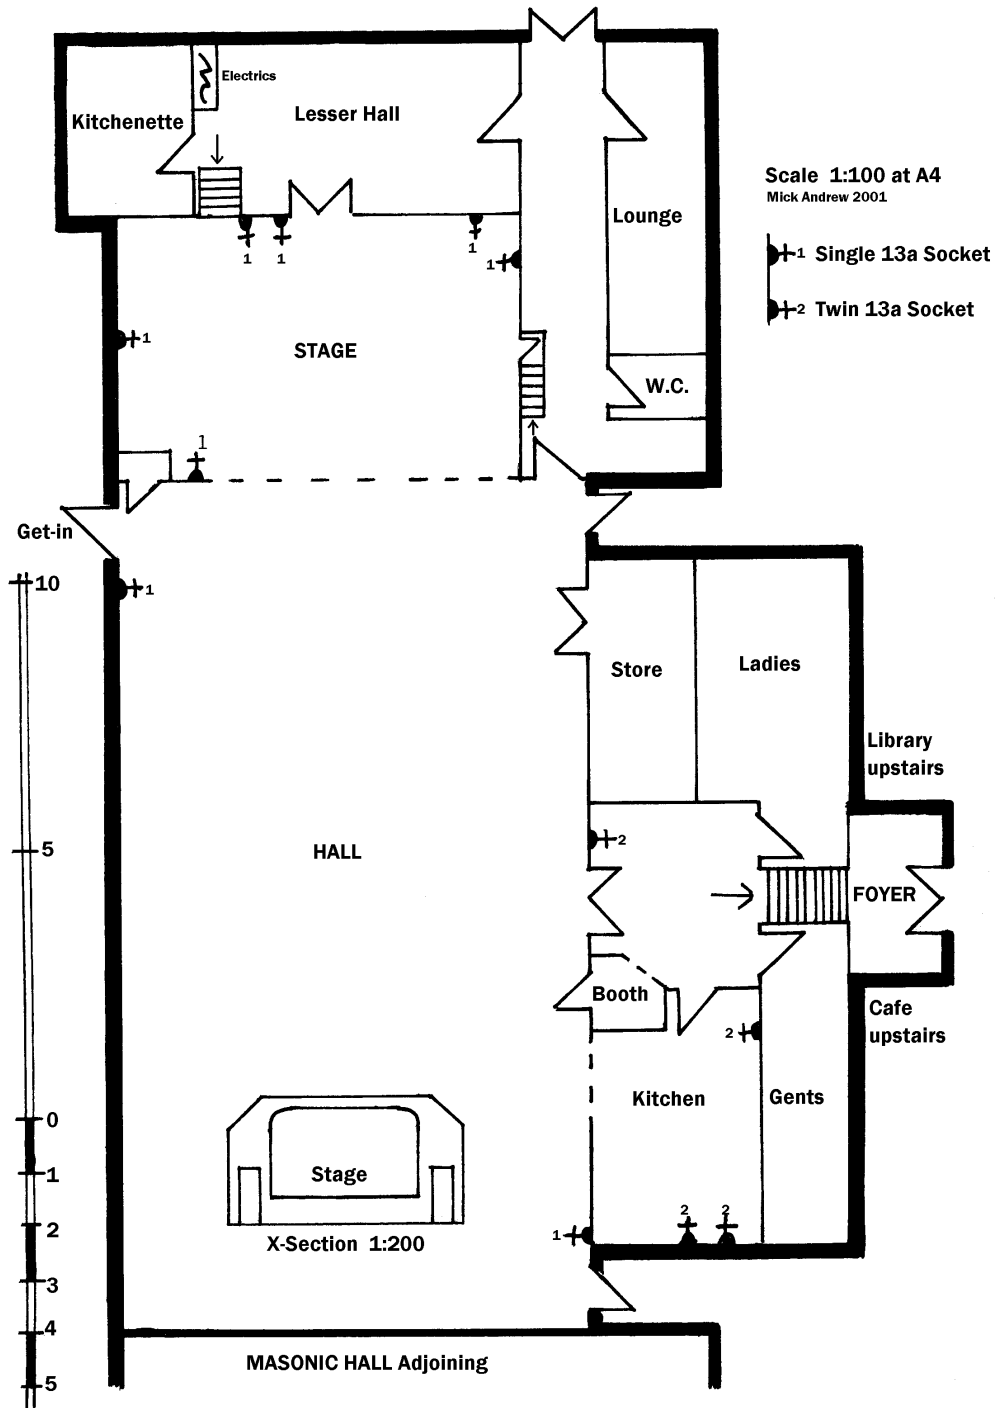 Electrics
Kitchenette
Lesser Hall
Scale 1:100 at A4
Mick Andrew 2001
Lounge
1
1
1
1
1 Single 13a Socket
2 Twin 13a Socket
1
STAGE
W.C.
1
Get-in
10
1
Store
Ladies
Library
upstairs
5
HALL
2
FOYER
Booth
Cafe
upstairs
2
Kitchen
Gents
0
1
2
3
4
5
Stage
X-Section 1:200
2
2
1
MASONIC HALL Adjoining